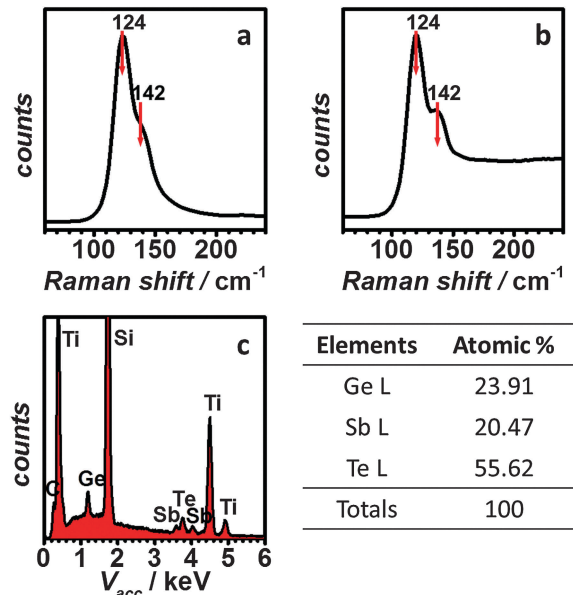 a
124
142
counts
100 150 200
Raman shift / cm⁻¹
b
124
142
counts
100 150 200
Raman shift / cm⁻¹
c
Ti
Si
C
Ge
Sb
Te
Sb
Ti
Ti
counts
0 1 2 3 4 5 6
V_acc / keV
Elements Atomic %
Ge L 23.91
Sb L 20.47
Te L 55.62
Totals 100